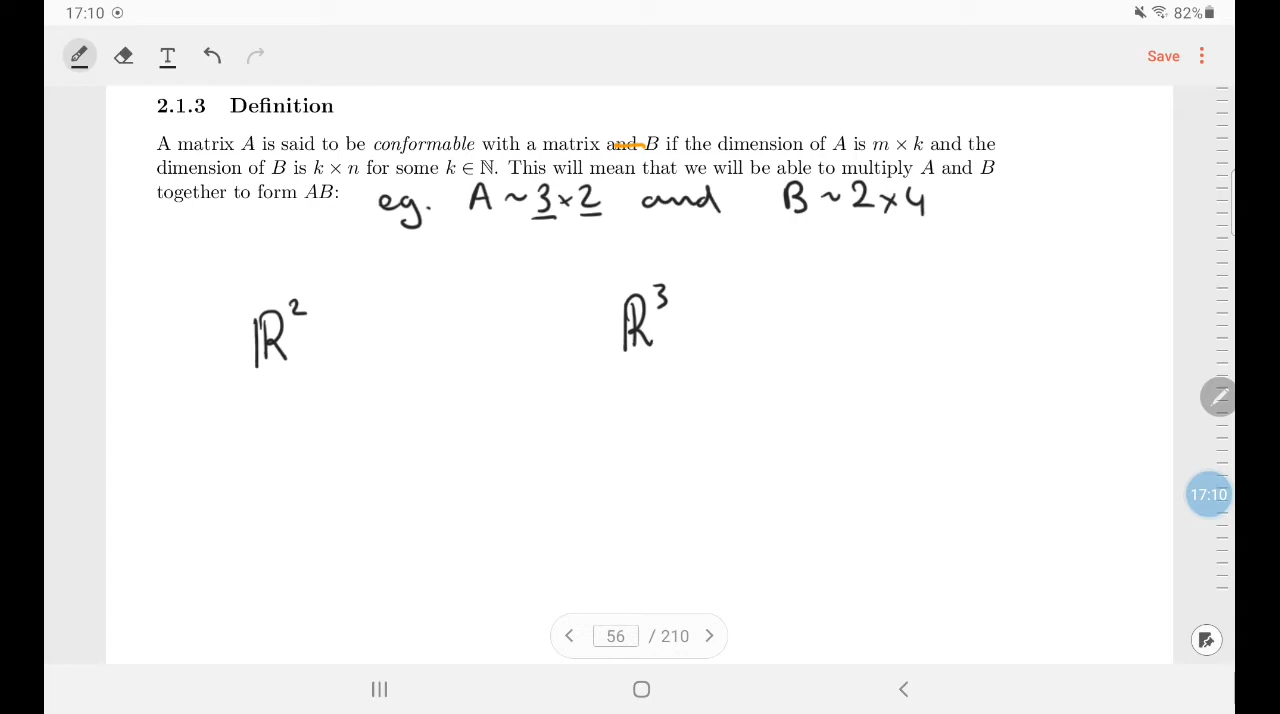 17:10 82%
Save
2.1.3 Definition
A matrix A is said to be conformable with a matrix and B if the dimension of A is m × k and the
dimension of B is k × n for some k ∈ ℕ. This will mean that we will be able to multiply A and B
together to form AB:
eg. A ~ 3 × 2 and B ~ 2 × 4
ℝ² ℝ³
17:10
56 / 210